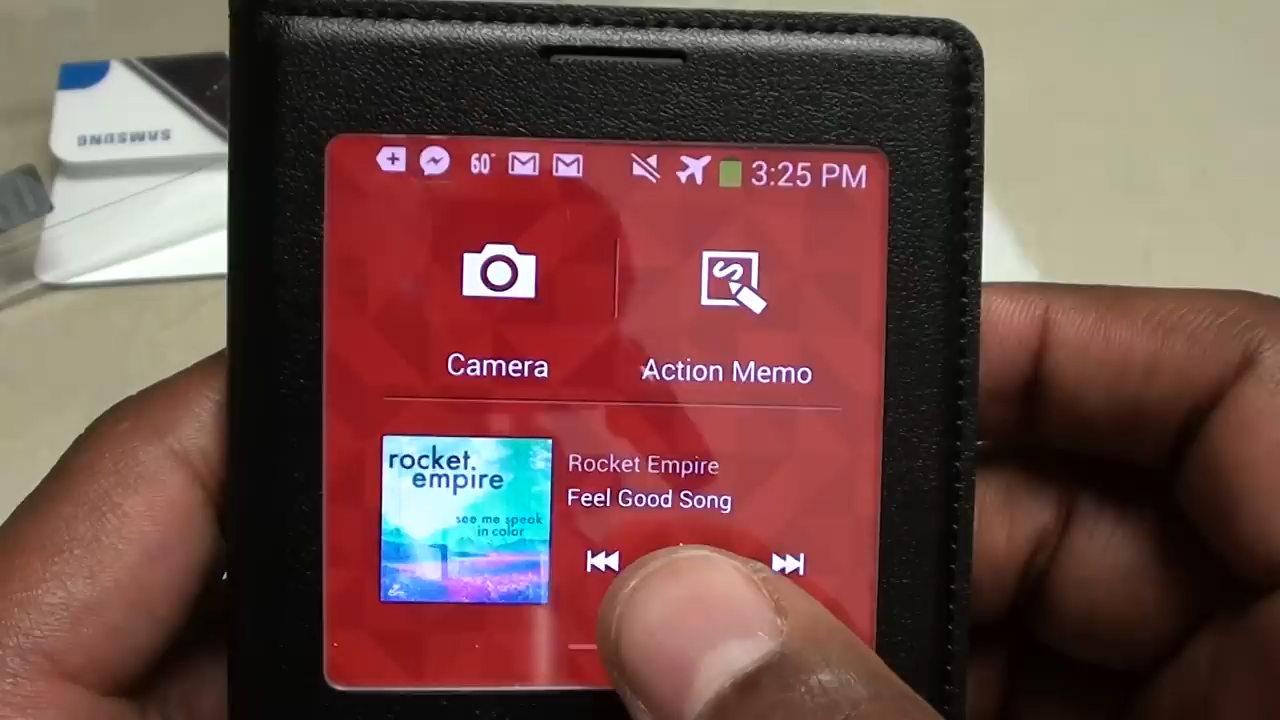 SAMSUNG
60°
3:25 PM
Camera
Action Memo
rocket.
empire
see me speak
in color
Rocket Empire
Feel Good Song